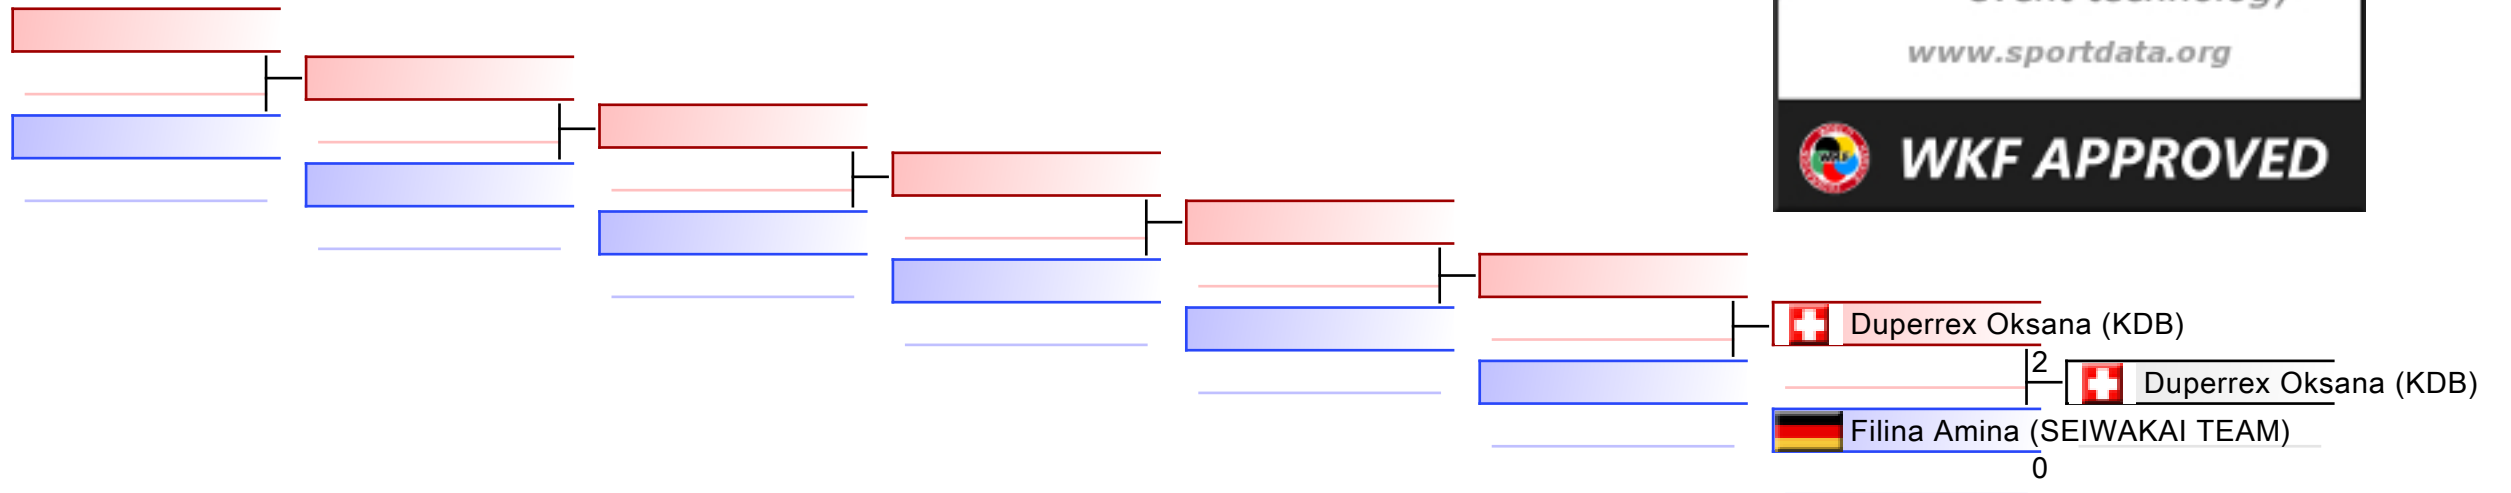 www.sportdata.org
WKF APPROVED
Duperrex Oksana (KDB)
2
Duperrex Oksana (KDB)
Filina Amina (SEIWAKAI TEAM)
0